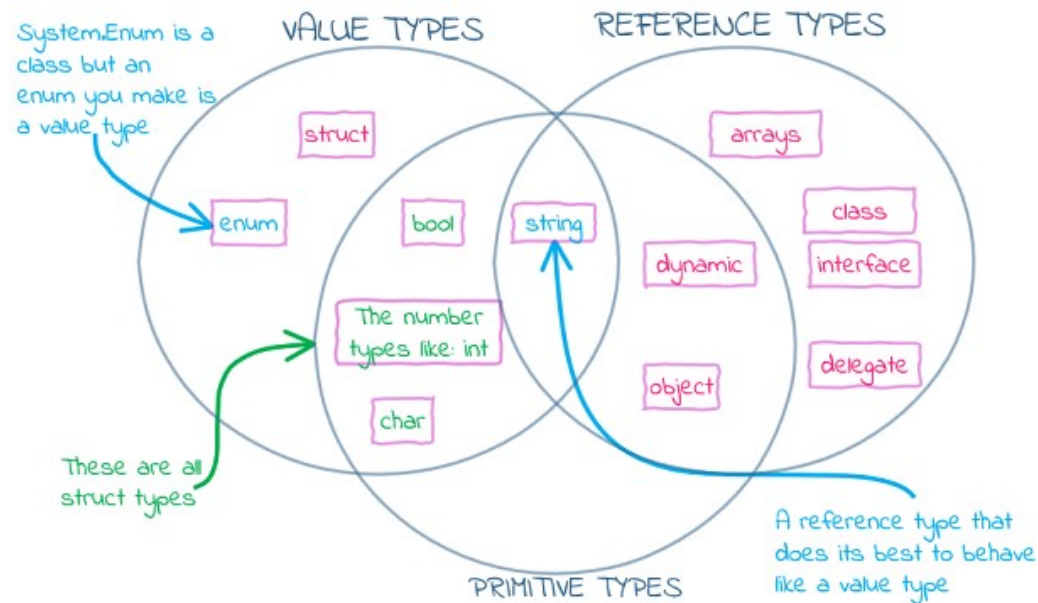 VALUE TYPES
REFERENCE TYPES
System.Enum is a
class but an
enum you make is
a value type
struct
arrays
enum
bool
string
class
dynamic
interface
The number
types like: int
object
delegate
char
These are all
struct types
A reference type that
does its best to behave
like a value type
PRIMITIVE TYPES